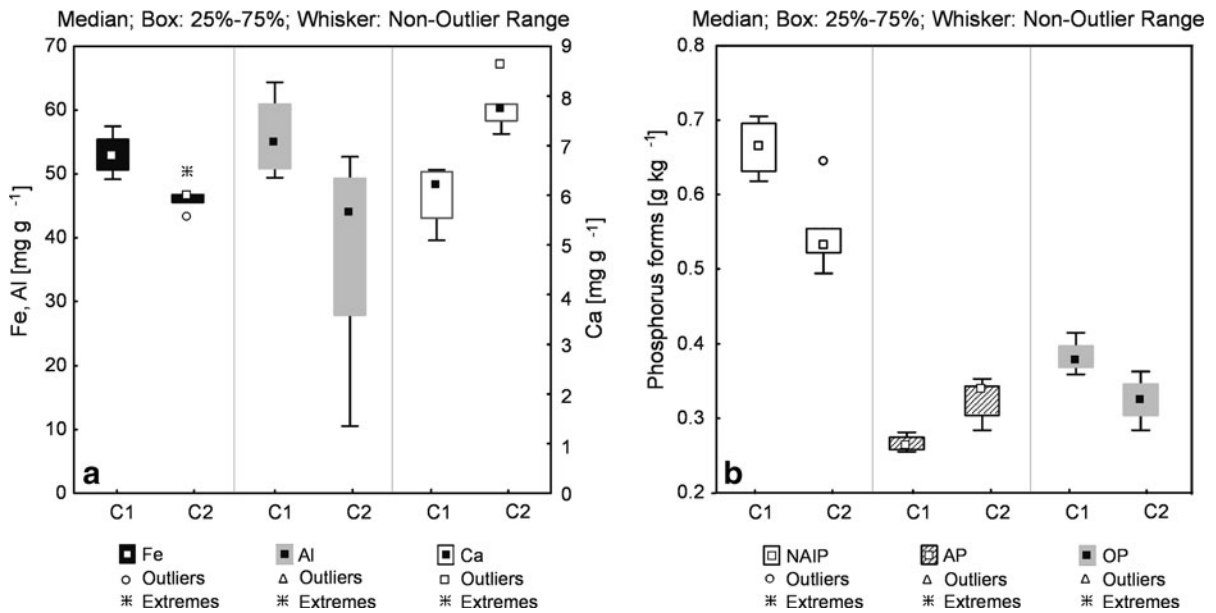 Median; Box: 25%-75%; Whisker: Non-Outlier Range
70
60
50
40
30
20
10
0
Fe, Al [mg g -1]
9
8
7
6
5
4
3
2
1
0
Ca [mg g -1]
a
C1 C2 C1 C2 C1 C2
Fe Al Ca
Outliers Outliers Outliers
Extremes Extremes Extremes
Median; Box: 25%-75%; Whisker: Non-Outlier Range
0.8
0.7
0.6
0.5
0.4
0.3
0.2
Phosphorus forms [g kg -1]
b
C1 C2 C1 C2 C1 C2
NAIP AP OP
Outliers Outliers Outliers
Extremes Extremes Extremes